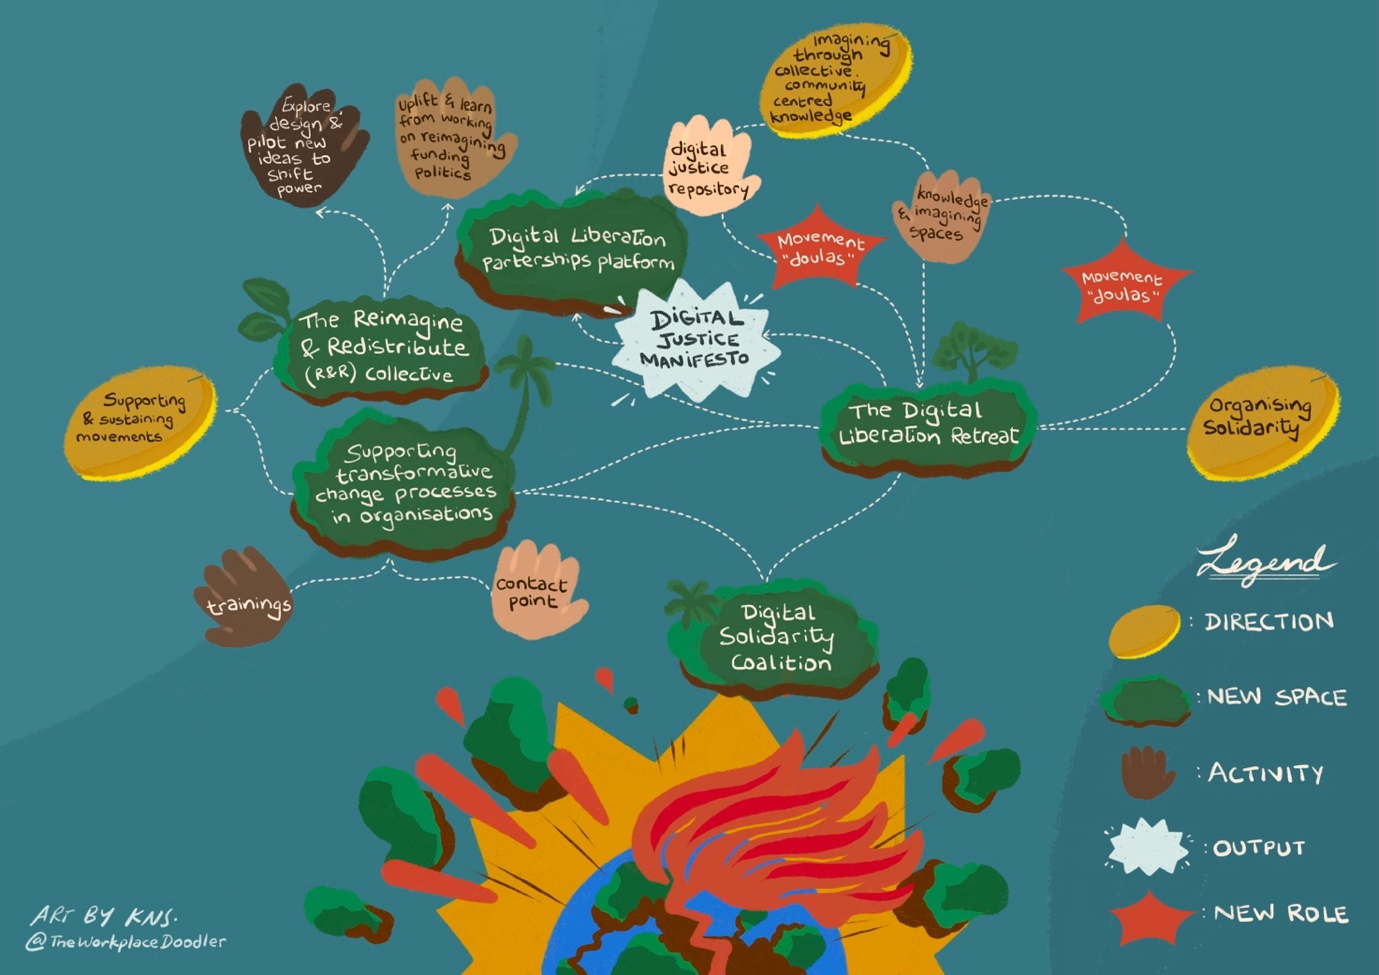 Imagining
through
collective.
community
centred
knowledge
Explore
design &
pilot new
ideas to
shift
power
Uplift & learn
from working
on reimagining
funding
politics
digital
justice
repository
knowledge
& imagining
spaces
Movement
"doulas"
Movement
"doulas"
Digital Liberation
Parterships platform
DIGITAL
JUSTICE
MANIFESTO
The Reimagine
& Redistribute
(R&R) Collective
Supporting
& sustaining
movements
The Digital
Liberation Retreat
Organising
Solidarity
Supporting
transformative
change processes
in organisations
trainings
contact
point
Digital
Solidarity
Coalition
Legend
: DIRECTION
: NEW SPACE
: ACTIVITY
: OUTPUT
: NEW ROLE
ART BY KNS.
@TheWorkplaceDoodler